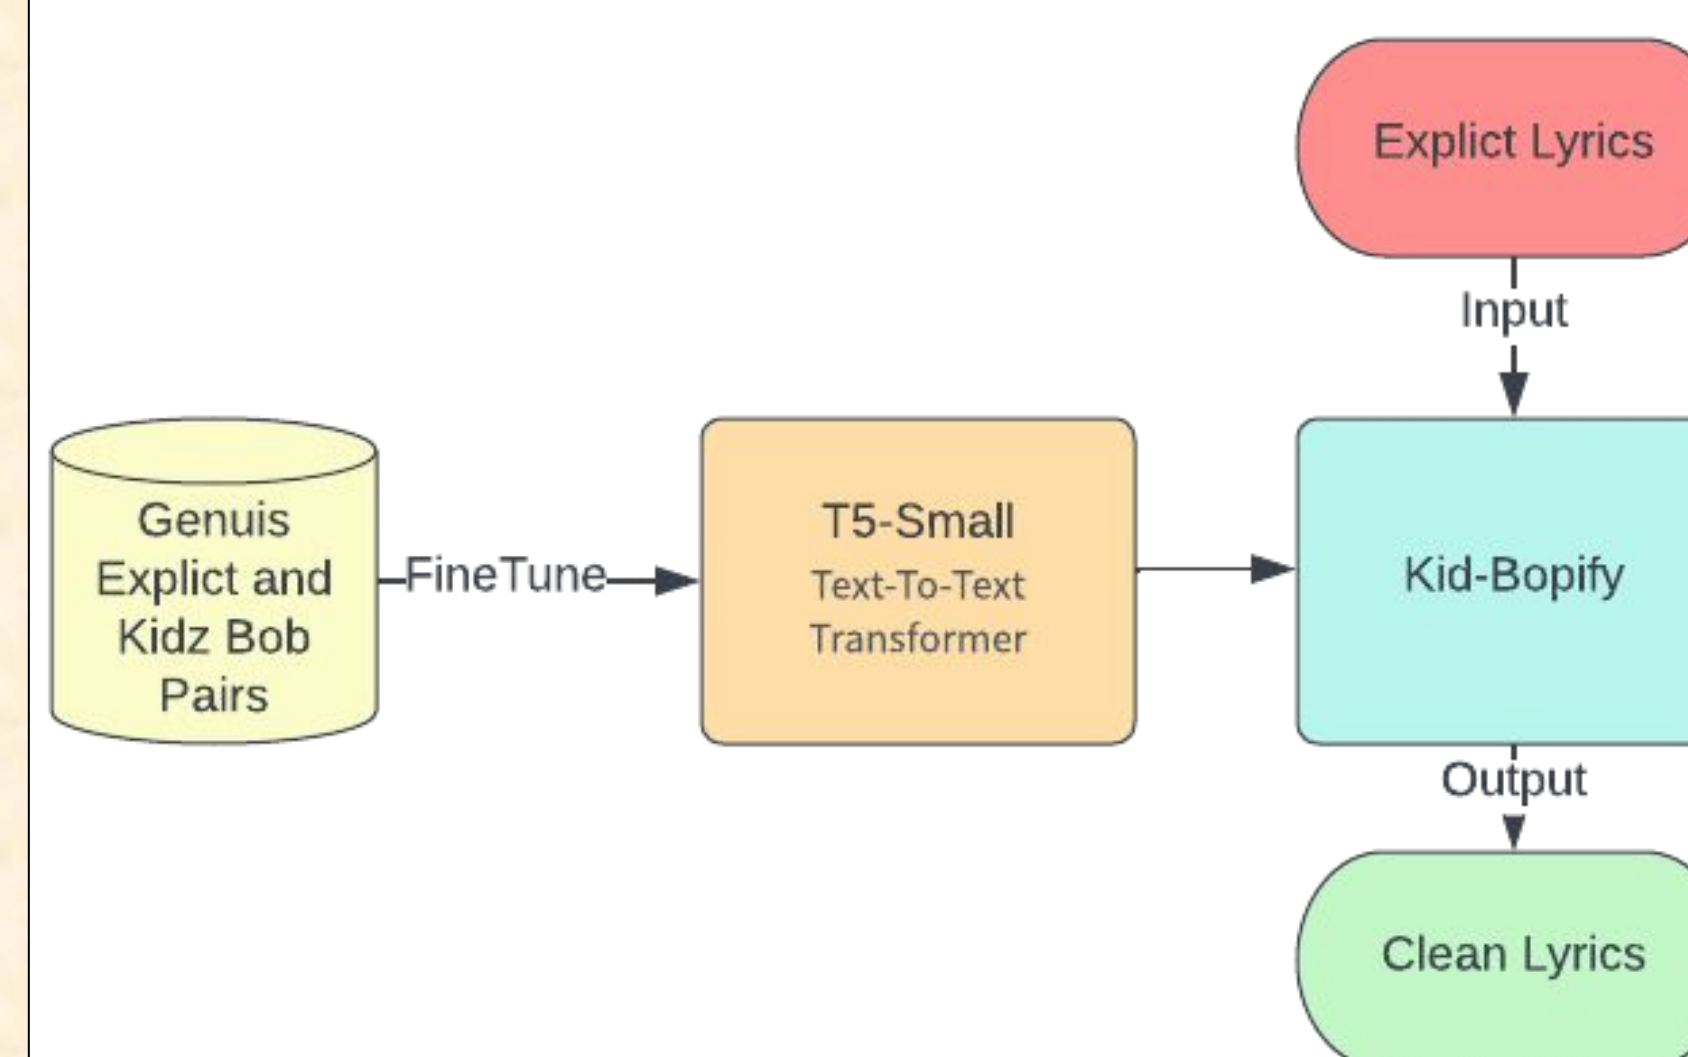 Explict Lyrics
Input
Genuis
Explict and
Kidz Bob
Pairs
FineTune
T5-Small
Text-To-Text
Transformer
Kid-Bopify
Output
Clean Lyrics